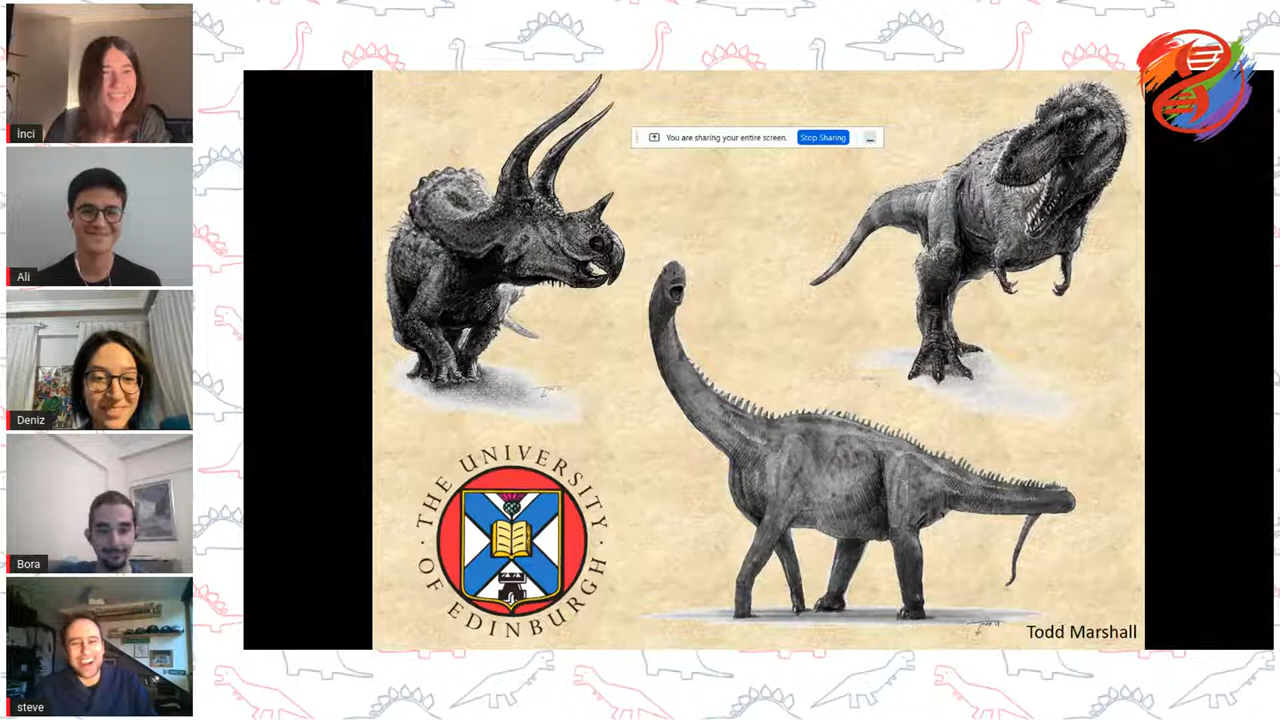 İnci
Ali
Deniz
Bora
steve
You are sharing your entire screen. Stop Sharing
· THE UNIVERSITY ·
OF EDINBURGH
Todd Marshall